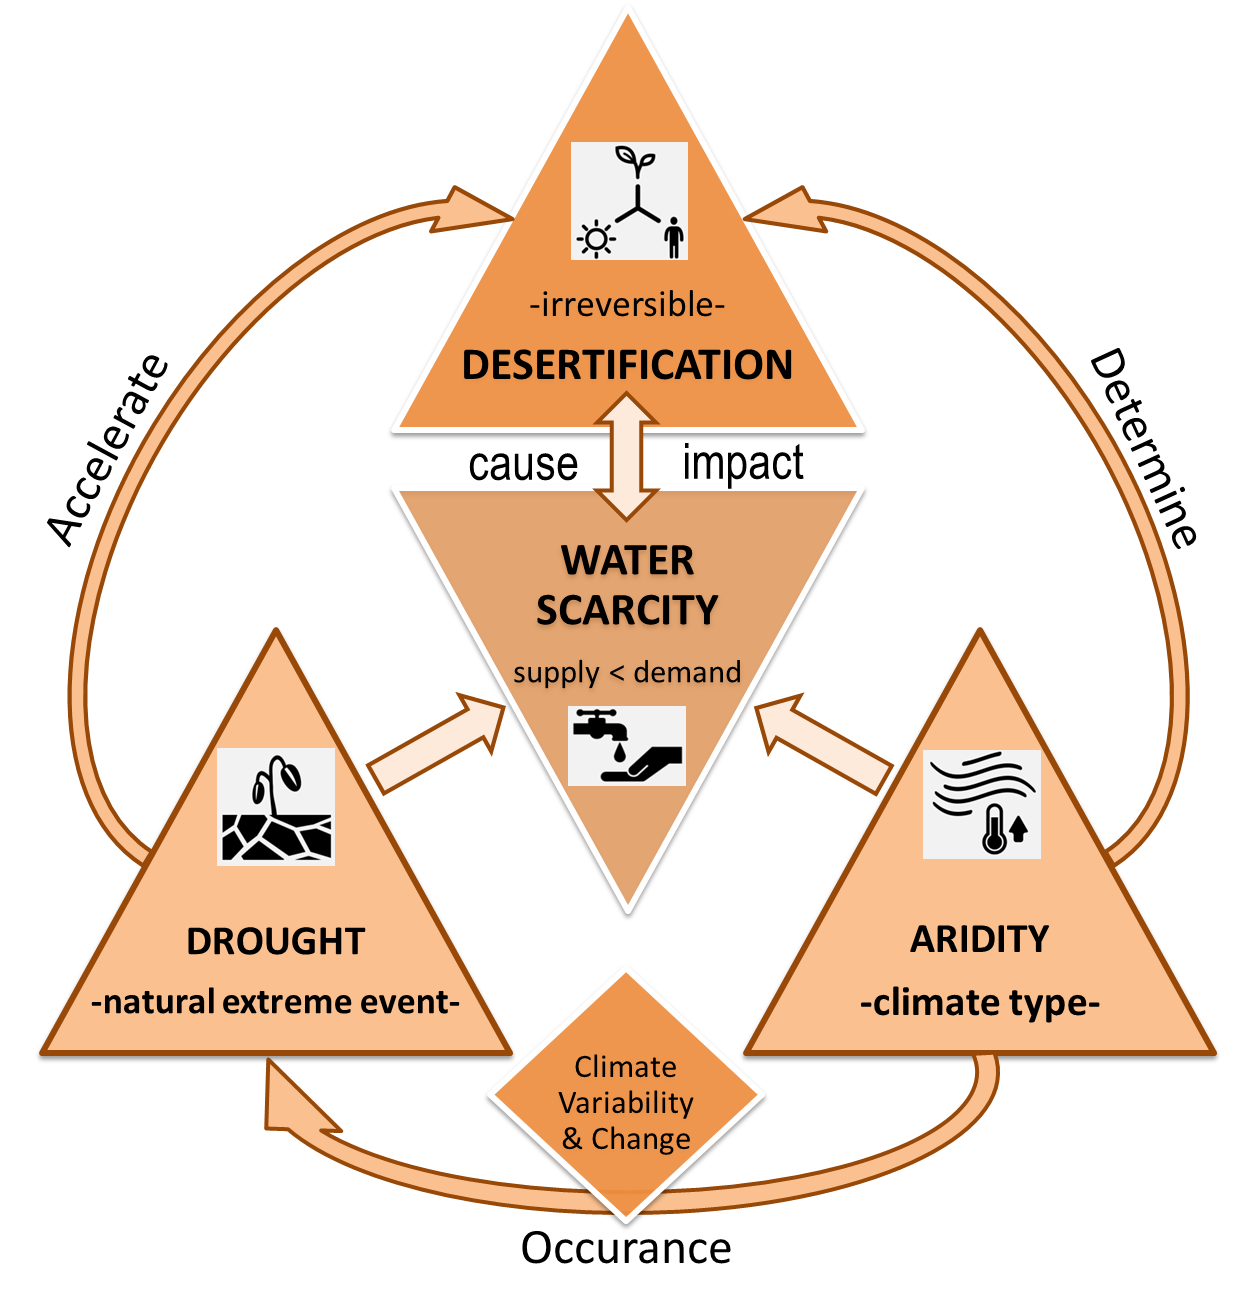 -irreversible-
DESERTIFICATION
Accelerate
Determine
cause
impact
WATER
SCARCITY
supply < demand
DROUGHT
-natural extreme event-
ARIDITY
-climate type-
Climate
Variability
& Change
Occurance